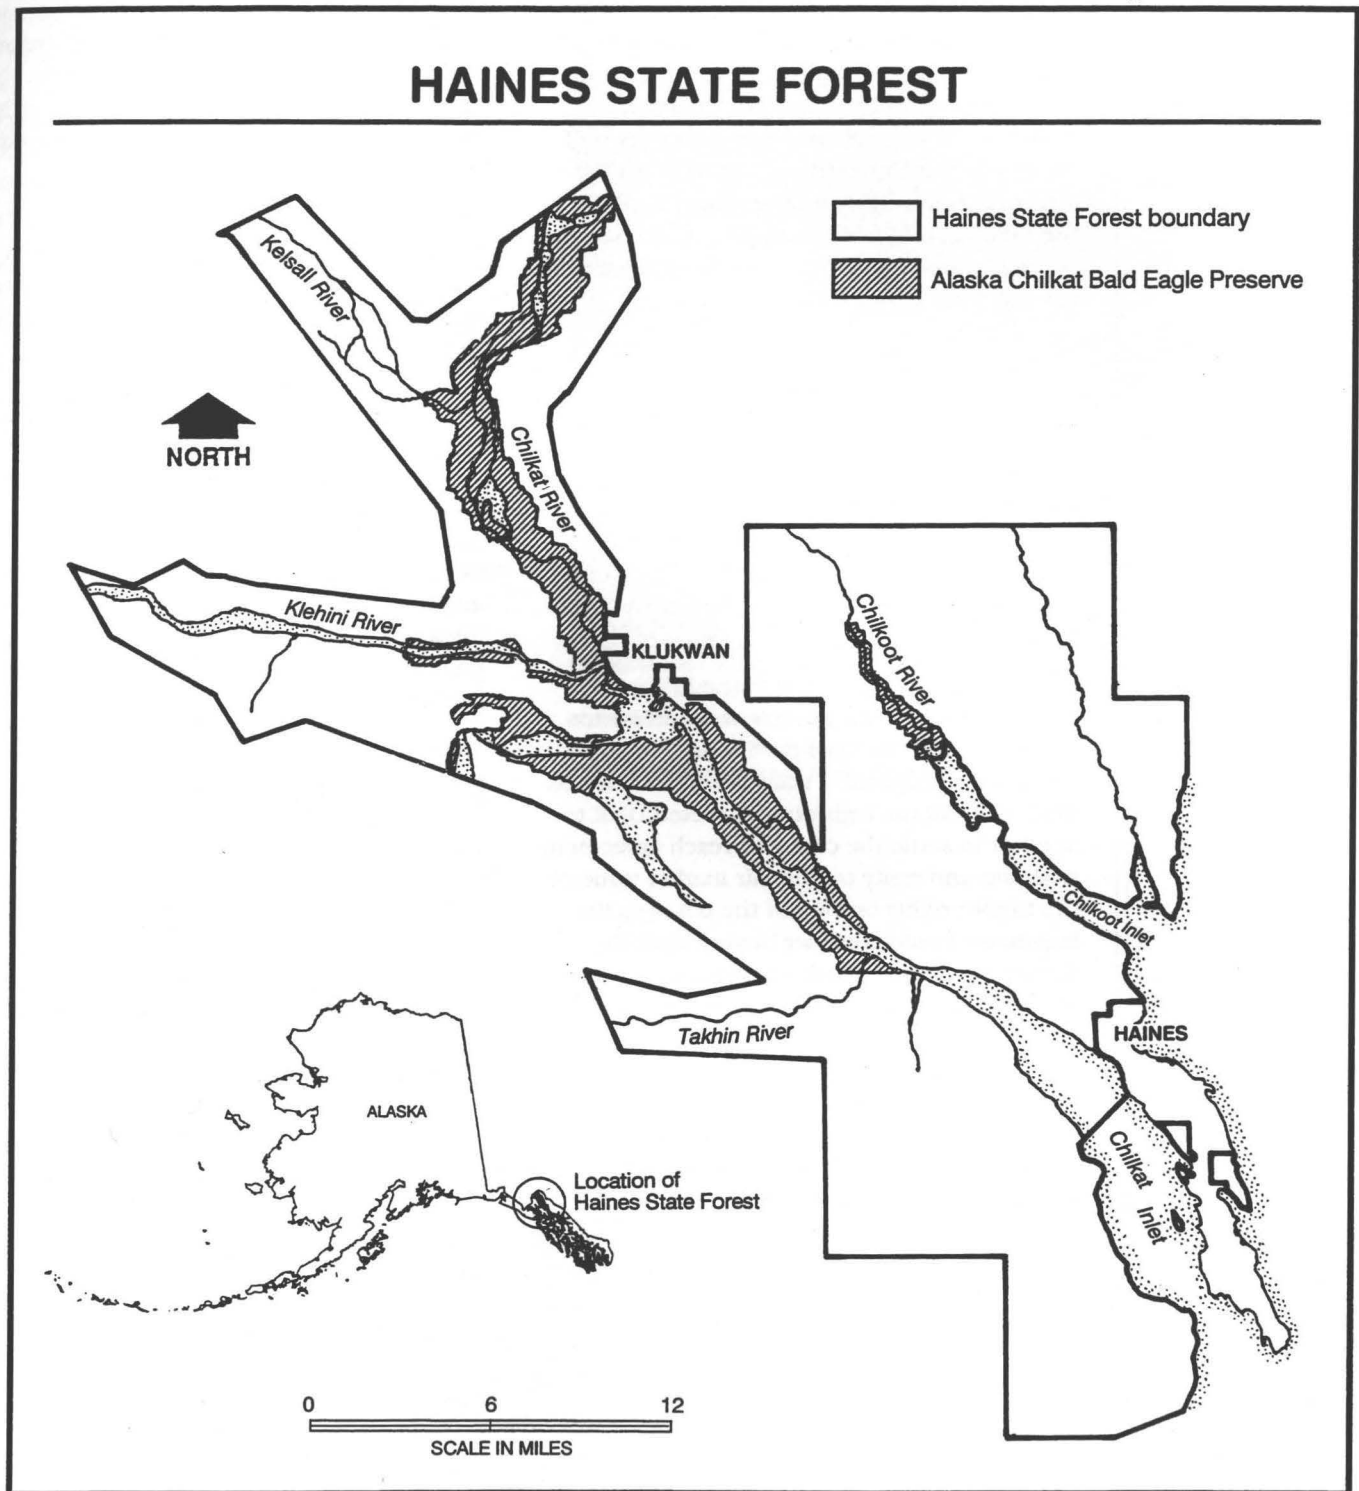 HAINES STATE FOREST
Haines State Forest boundary
Alaska Chilkat Bald Eagle Preserve
Kelsall River
NORTH
Chilkat River
Klehini River
KLUKWAN
Chilkoot River
Chilkoot Inlet
Takhin River
HAINES
ALASKA
Chilkat
Inlet
Location of
Haines State Forest
0 6 12
SCALE IN MILES